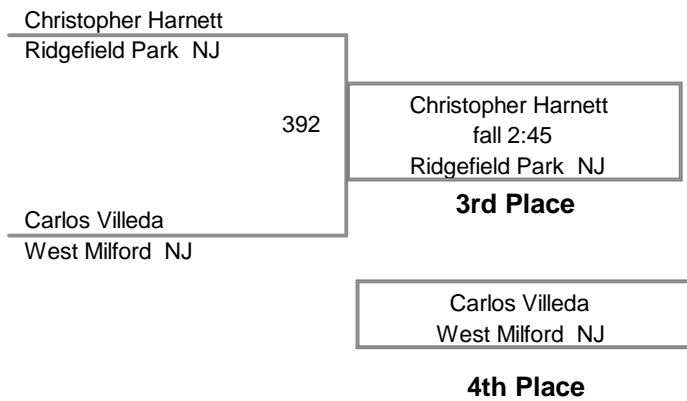 Christopher Harnett
Ridgefield Park NJ
392
Christopher Harnett
fall 2:45
Ridgefield Park NJ
3rd Place
Carlos Villeda
West Milford NJ
Carlos Villeda
West Milford NJ
4th Place